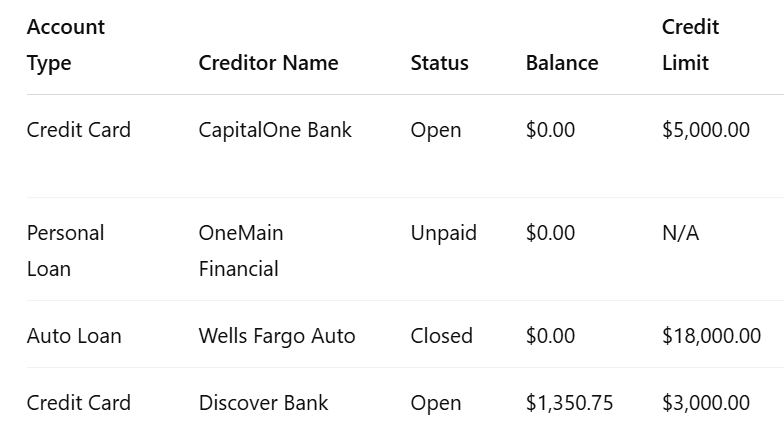 Account Credit
Type Creditor Name Status Balance Limit
Credit Card CapitalOne Bank Open $0.00 $5,000.00
Personal OneMain Unpaid $0.00 N/A
Loan Financial
Auto Loan Wells Fargo Auto Closed $0.00 $18,000.00
Credit Card Discover Bank Open $1,350.75 $3,000.00